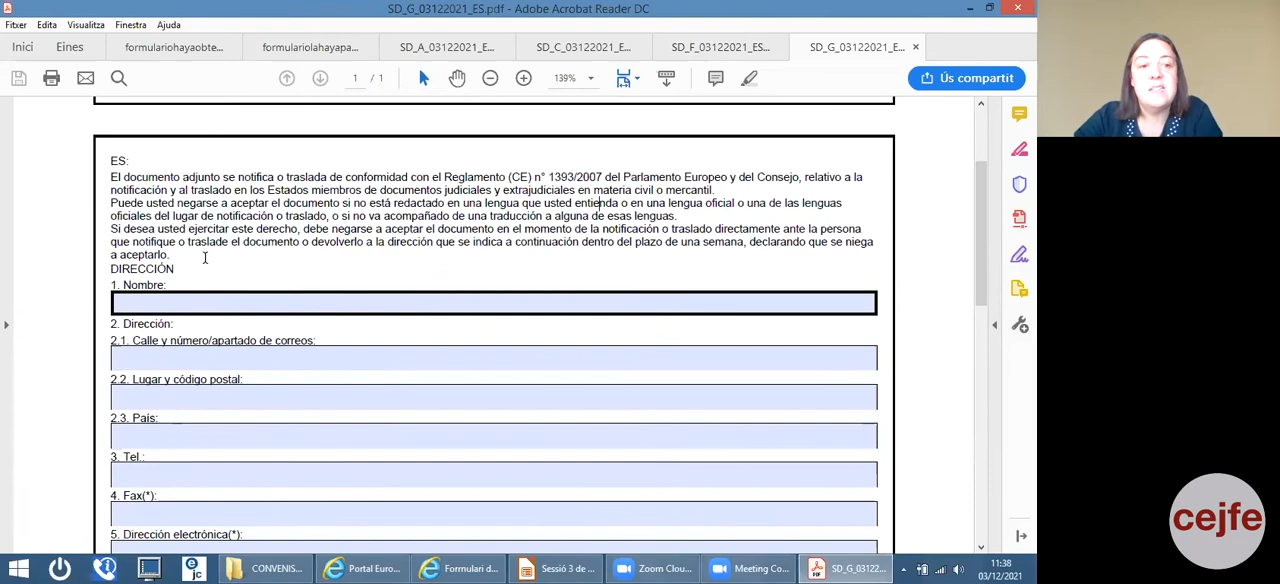 SD_G_03122021_ES.pdf - Adobe Acrobat Reader DC
Fitxer Edita Visualitza Finestra Ajuda
Inici Eines formulariohayaobte... formulariolahayapa... SD_A_03122021_E... SD_C_03122021_E... SD_F_03122021_ES... SD_G_03122021_E... ×
1 / 1 139% Ús compartit
ES:
El documento adjunto se notifica o traslada de conformidad con el Reglamento (CE) n° 1393/2007 del Parlamento Europeo y del Consejo, relativo a la
notificación y al traslado en los Estados miembros de documentos judiciales y extrajudiciales en materia civil o mercantil.
Puede usted negarse a aceptar el documento si no está redactado en una lengua que usted entienda o en una lengua oficial o una de las lenguas
oficiales del lugar de notificación o traslado, o si no va acompañado de una traducción a alguna de esas lenguas.
Si desea usted ejercitar este derecho, debe negarse a aceptar el documento en el momento de la notificación o traslado directamente ante la persona
que notifique o traslade el documento o devolverlo a la dirección que se indica a continuación dentro del plazo de una semana, declarando que se niega
a aceptarlo.
DIRECCIÓN
1. Nombre:
2. Dirección:
2.1. Calle y número/apartado de correos:
2.2. Lugar y código postal:
2.3. País:
3. Tel.:
4. Fax(*):
5. Dirección electrónica(*):
cejfe
CONVENIS... Portal Euro... Formulari d... Sessió 3 de ... Zoom Clou... Meeting Co... SD_G_03122... 11:38
03/12/2021